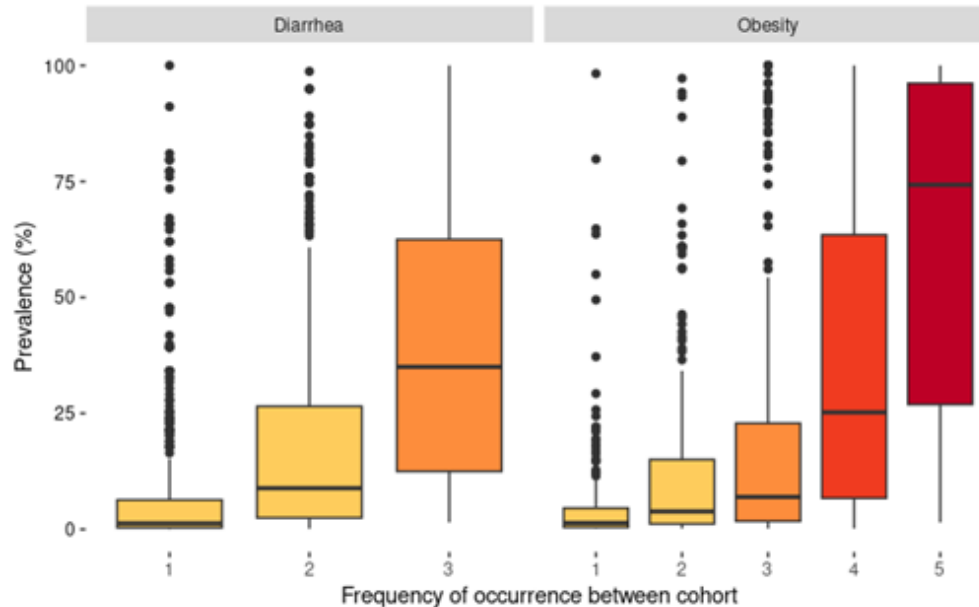 Diarrhea Obesity
100
75
50
25
0
Prevalence (%)
1 2 3 1 2 3 4 5
Frequency of occurrence between cohort